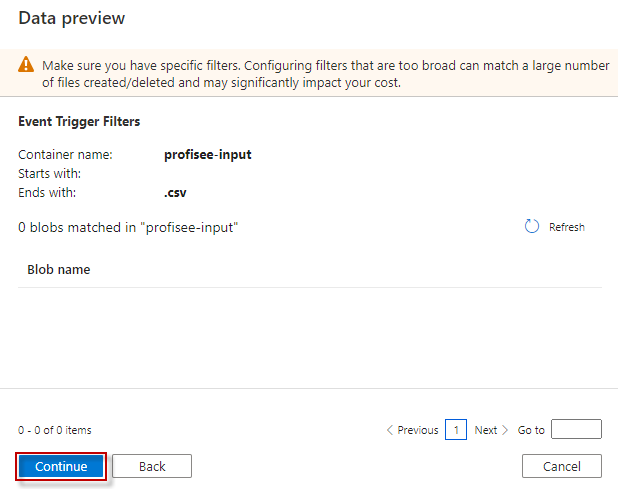 Data preview
Make sure you have specific filters. Configuring filters that are too broad can match a large number
of files created/deleted and may significantly impact your cost.
Event Trigger Filters
Container name: profisee-input
Starts with:
Ends with: .csv
0 blobs matched in "profisee-input" Refresh
Blob name
0 - 0 of 0 items Previous 1 Next Go to
Continue Back Cancel